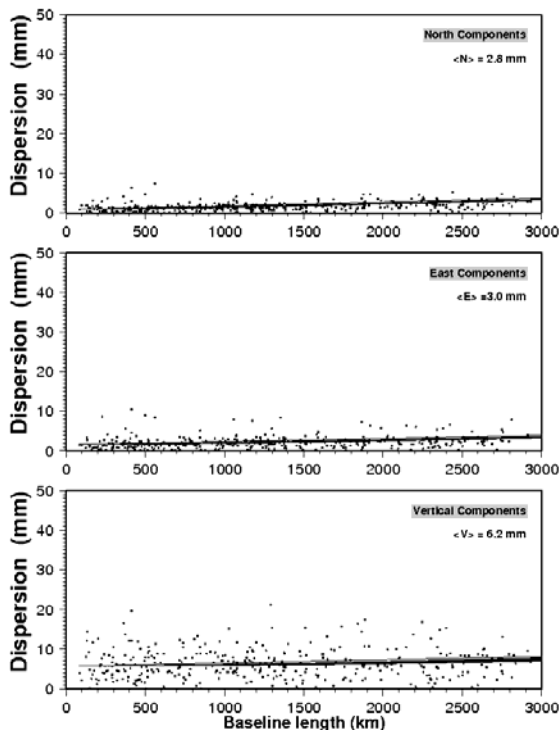 50
40
30
20
10
0
Dispersion (mm)
North Components
<N> = 2.8 mm
0 500 1000 1500 2000 2500 3000
50
40
30
20
10
0
Dispersion (mm)
East Components
<E> =3.0 mm
0 500 1000 1500 2000 2500 3000
50
40
30
20
10
0
Dispersion (mm)
Vertical Components
<V> = 6.2 mm
0 500 1000 1500 2000 2500 3000
Baseline length (km)